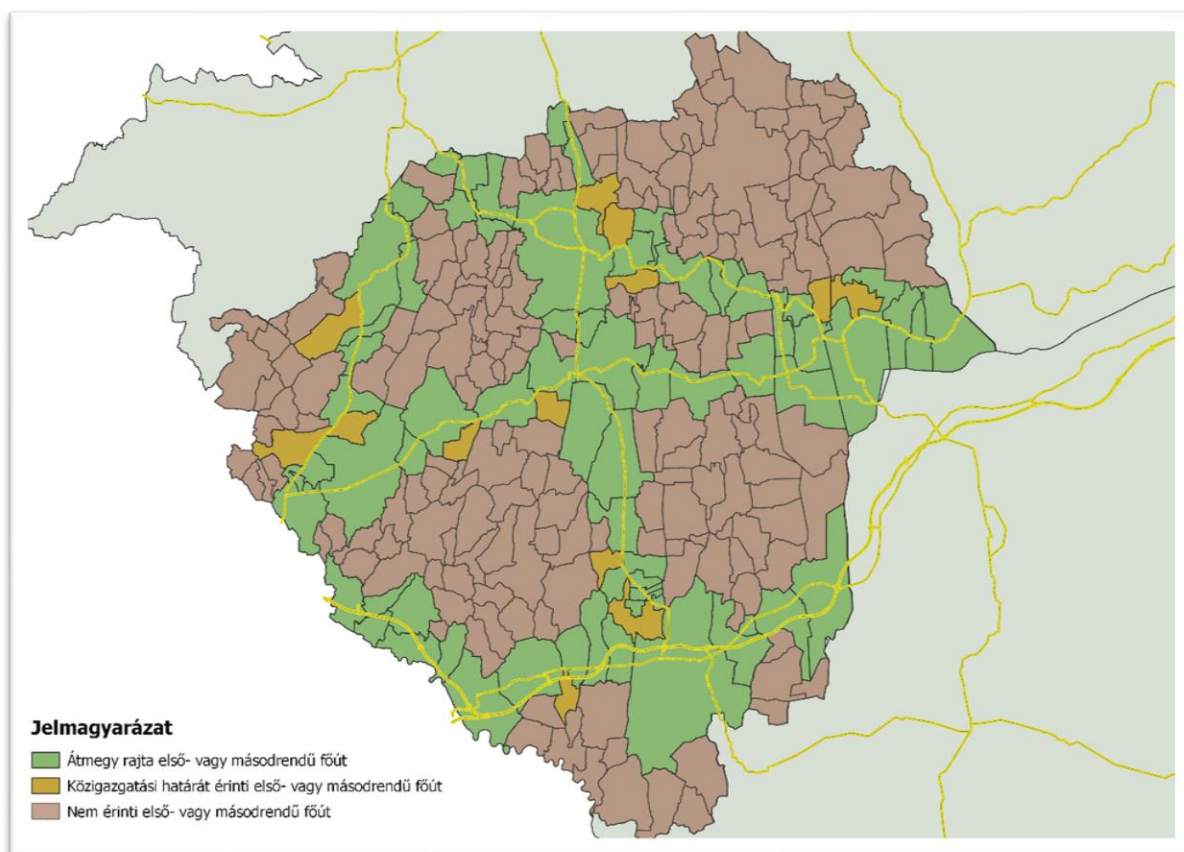 Jelmagyarázat
Átmegy rajta első- vagy másodrendű főút
Közigazgatási határát érinti első- vagy másodrendű főút
Nem érinti első- vagy másodrendű főút